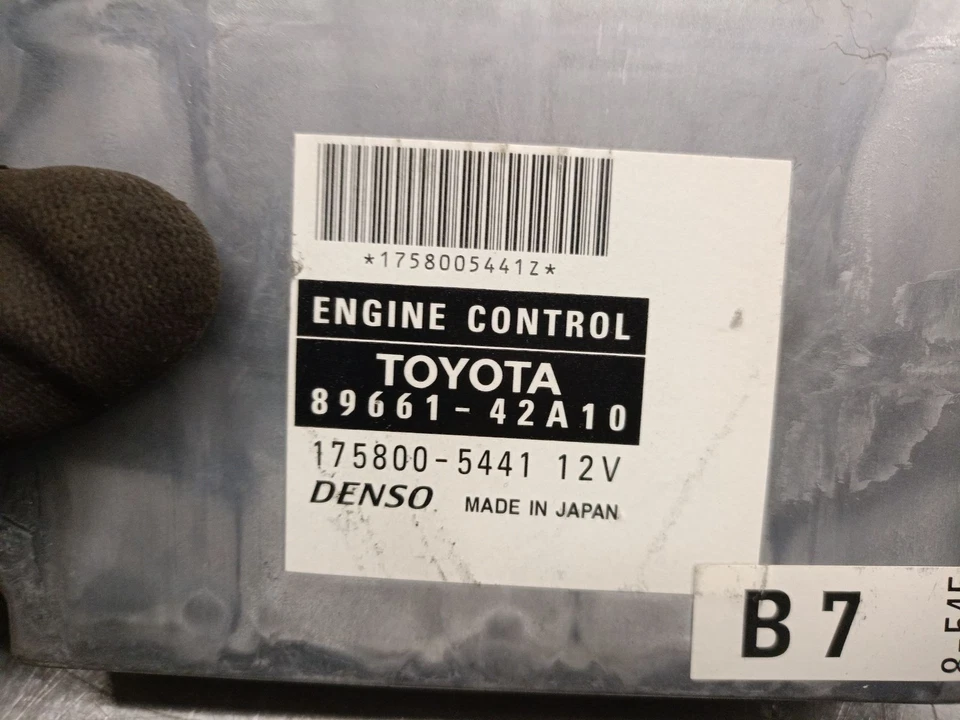 *1758005441Z*
ENGINE CONTROL
TOYOTA
89661-42A10
175800-5441 12V
DENSO MADE IN JAPAN
B7